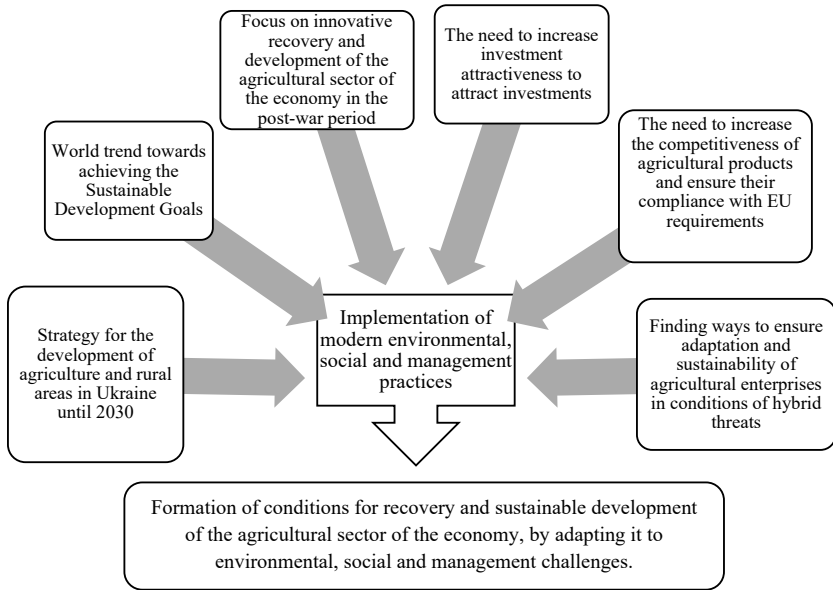 Focus on innovative
recovery and
development of the
agricultural sector of
the economy in the
post-war period
The need to increase
investment
attractiveness to
attract investments
World trend towards
achieving the
Sustainable
Development Goals
The need to increase
the competitiveness of
agricultural products
and ensure their
compliance with EU
requirements
Strategy for the
development of
agriculture and rural
areas in Ukraine
until 2030
Implementation of
modern environmental,
social and management
practices
Finding ways to ensure
adaptation and
sustainability of
agricultural enterprises
in conditions of hybrid
threats
Formation of conditions for recovery and sustainable development
of the agricultural sector of the economy, by adapting it to
environmental, social and management challenges.